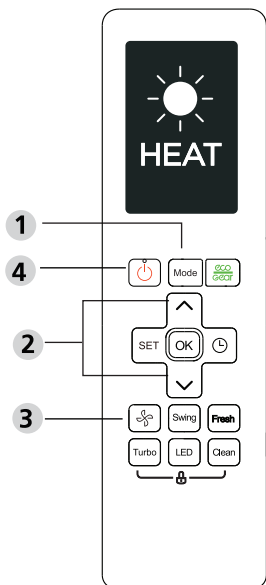 HEAT
1
4
Mode
eco
Gear
2
SET
OK
3
Swing
Fresh
Turbo
LED
Clean